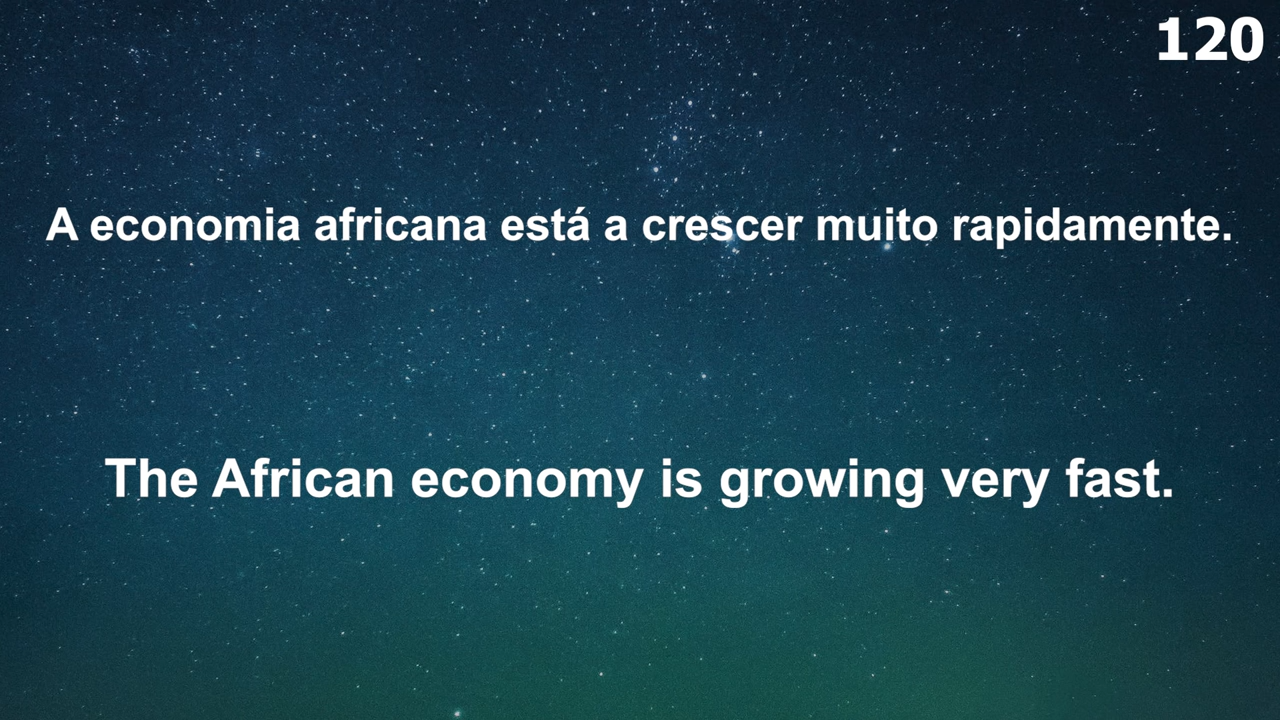 120
A economia africana está a crescer muito rapidamente.
The African economy is growing very fast.